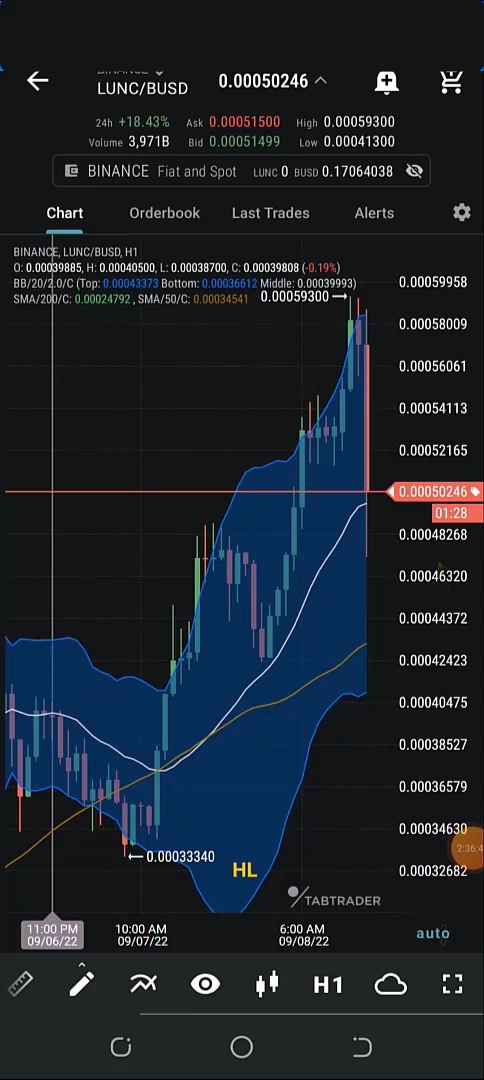 LUNC/BUSD
0.00050246
24h +18.43% Ask 0.00051500 High 0.00059300
Volume 3,971B Bid 0.00051499 Low 0.00041300
BINANCE Fiat and Spot LUNC 0 BUSD 0.17064038
Chart Orderbook Last Trades Alerts
BINANCE, LUNC/BUSD, H1
O: 0.00039885, H: 0.00040500, L: 0.00038700, C: 0.00039808 (-0.19%)
BB/20/2.0/C (Top: 0.00043373 Bottom: 0.00036612 Middle: 0.00039993)
SMA/200/C: 0.00024792 , SMA/50/C: 0.00034541
0.00059300
0.00059958
0.00058009
0.00056061
0.00054113
0.00052165
0.00050246
01:28
0.00048268
0.00046320
0.00044372
0.00042423
0.00040475
0.00038527
0.00036579
0.00034630
2:36:4
0.00033340
0.00032682
HL
TABTRADER
11:00 PM
09/06/22
10:00 AM
09/07/22
6:00 AM
09/08/22
auto
H1